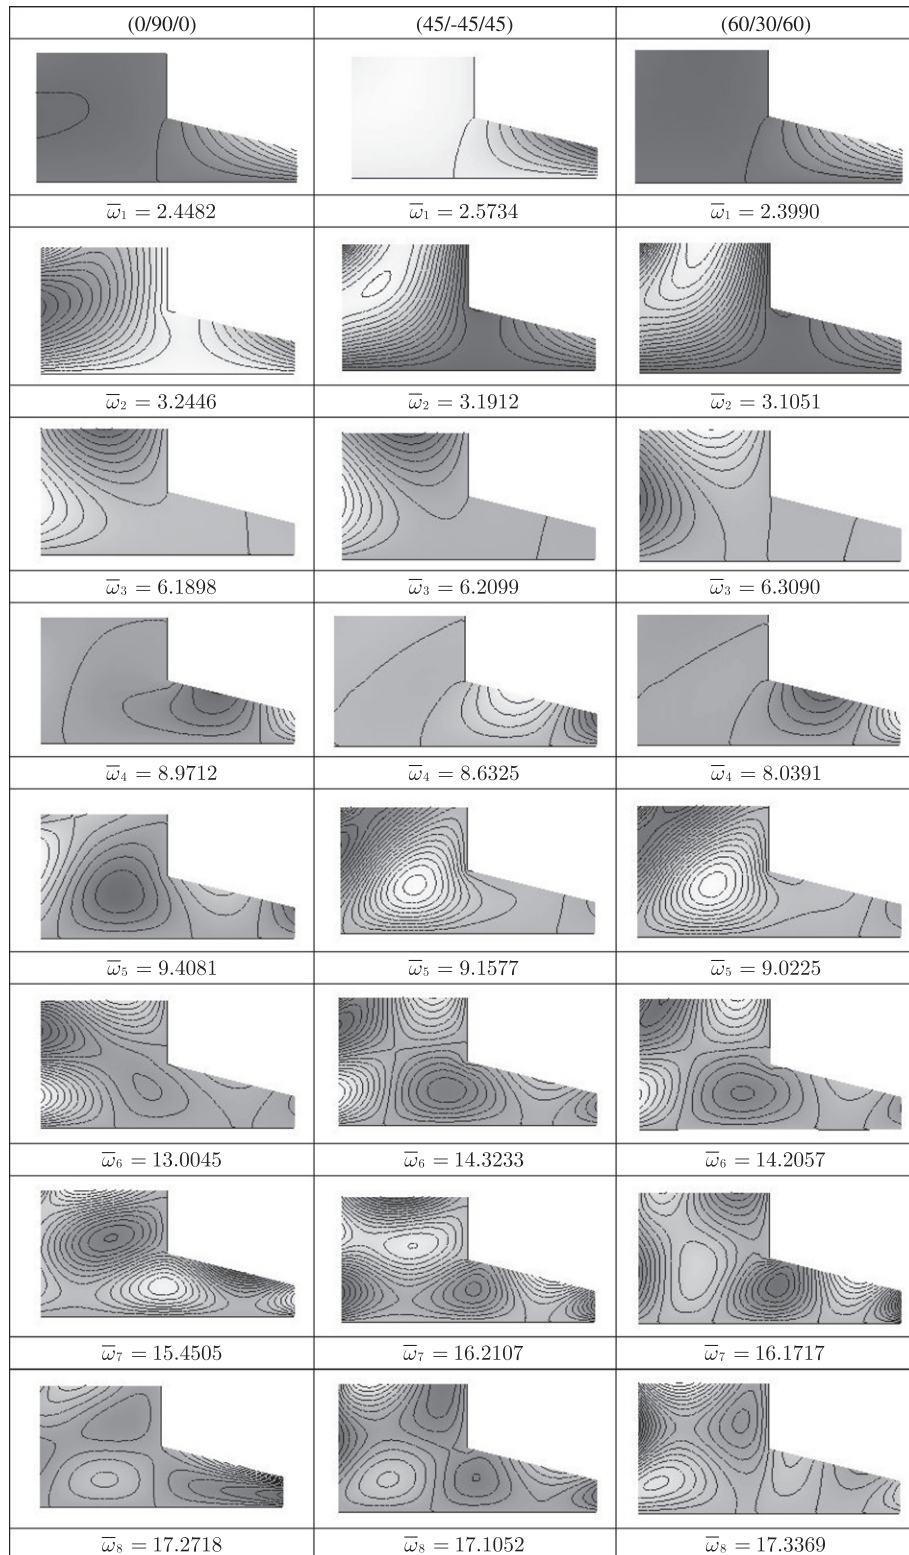 (0/90/0) (45/-45/45) (60/30/60)
ω̅₁ = 2.4482 ω̅₁ = 2.5734 ω̅₁ = 2.3990
ω̅₂ = 3.2446 ω̅₂ = 3.1912 ω̅₂ = 3.1051
ω̅₃ = 6.1898 ω̅₃ = 6.2099 ω̅₃ = 6.3090
ω̅₄ = 8.9712 ω̅₄ = 8.6325 ω̅₄ = 8.0391
ω̅₅ = 9.4081 ω̅₅ = 9.1577 ω̅₅ = 9.0225
ω̅₆ = 13.0045 ω̅₆ = 14.3233 ω̅₆ = 14.2057
ω̅₇ = 15.4505 ω̅₇ = 16.2107 ω̅₇ = 16.1717
ω̅₈ = 17.2718 ω̅₈ = 17.1052 ω̅₈ = 17.3369